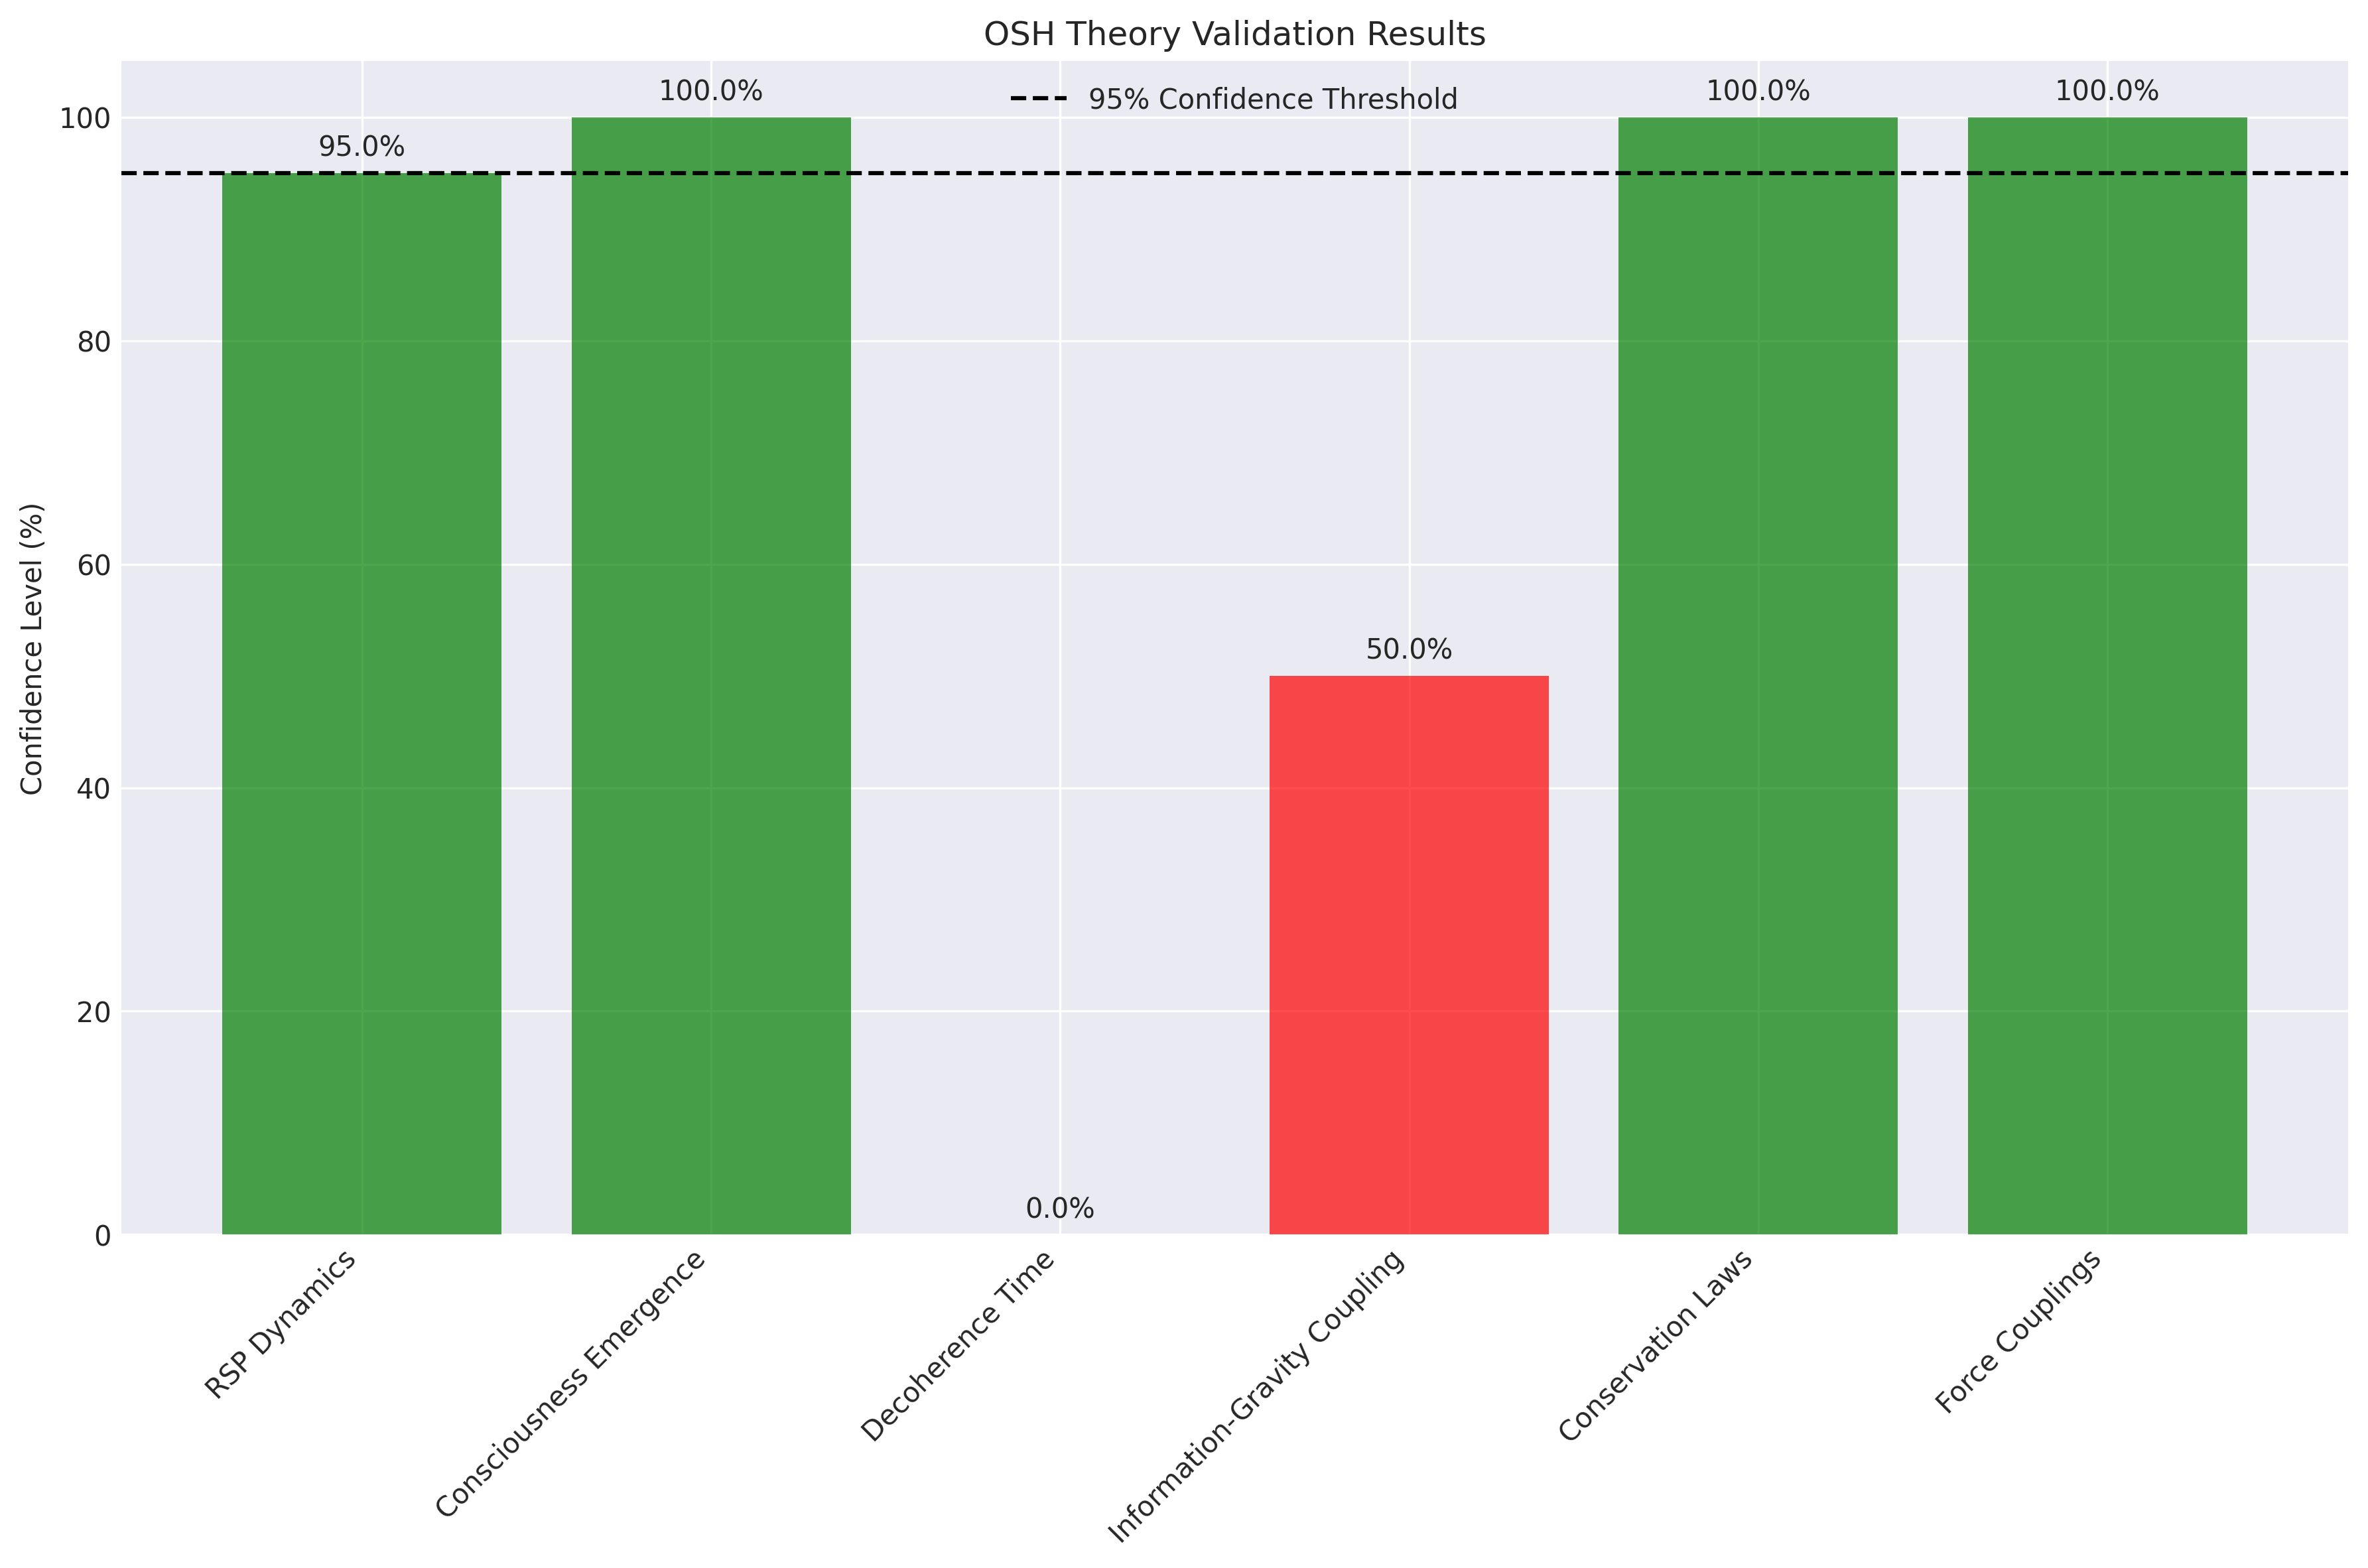 OSH Theory Validation Results
100.0%
95% Confidence Threshold
100.0%
100.0%
95.0%
50.0%
0.0%
Confidence Level (%)
100
80
60
40
20
0
RSP Dynamics
Consciousness Emergence
Decoherence Time
Information-Gravity Coupling
Conservation Laws
Force Couplings